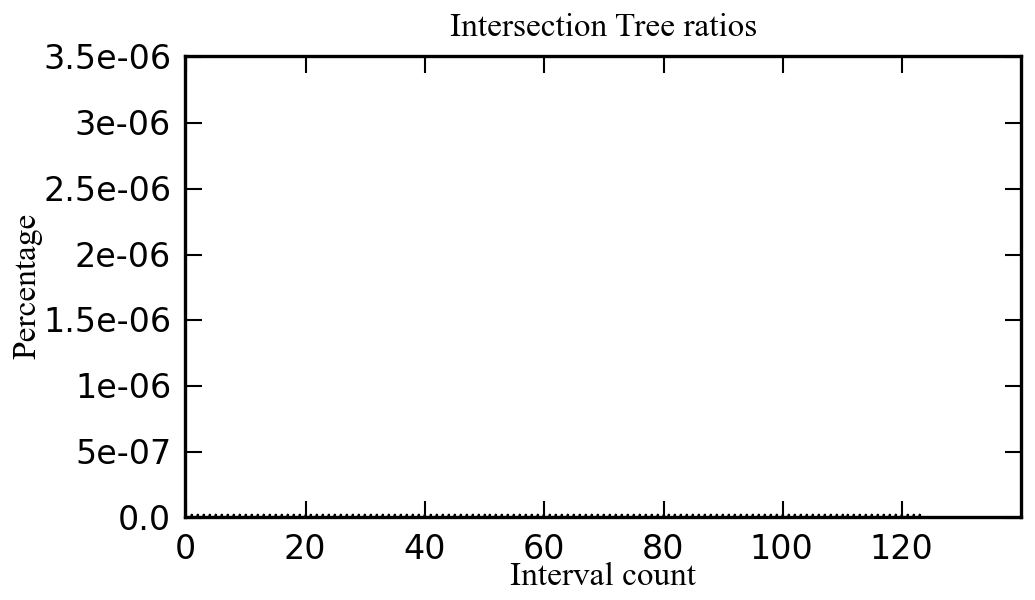 Intersection Tree ratios
3.5e-06
3e-06
2.5e-06
2e-06
1.5e-06
1e-06
5e-07
0.0
Percentage
0 20 40 60 80 100 120
Interval count